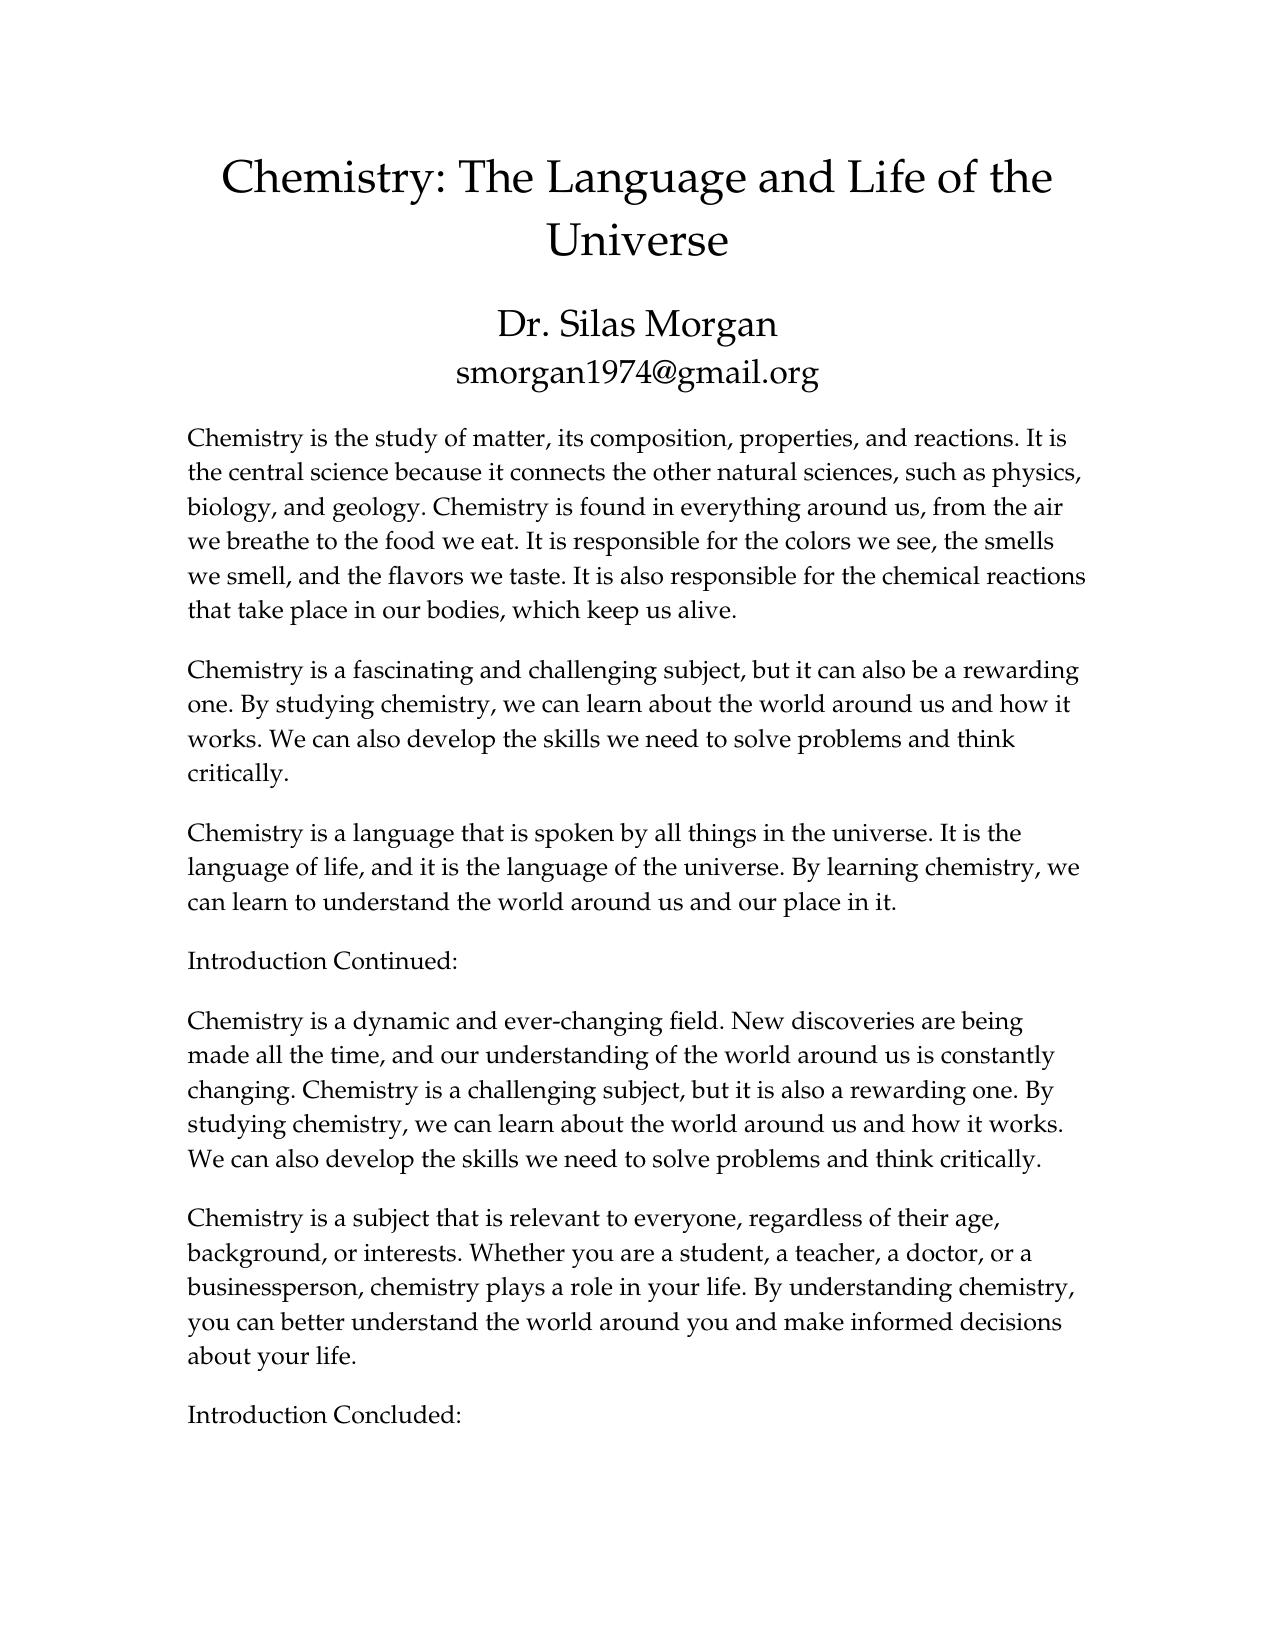 Chemistry: The Language and Life of the
Universe
Dr. Silas Morgan
smorgan1974@gmail.org
Chemistry is the study of matter, its composition, properties, and reactions. It is
the central science because it connects the other natural sciences, such as physics,
biology, and geology. Chemistry is found in everything around us, from the air
we breathe to the food we eat. It is responsible for the colors we see, the smells
we smell, and the flavors we taste. It is also responsible for the chemical reactions
that take place in our bodies, which keep us alive.
Chemistry is a fascinating and challenging subject, but it can also be a rewarding
one. By studying chemistry, we can learn about the world around us and how it
works. We can also develop the skills we need to solve problems and think
critically.
Chemistry is a language that is spoken by all things in the universe. It is the
language of life, and it is the language of the universe. By learning chemistry, we
can learn to understand the world around us and our place in it.
Introduction Continued:
Chemistry is a dynamic and ever-changing field. New discoveries are being
made all the time, and our understanding of the world around us is constantly
changing. Chemistry is a challenging subject, but it is also a rewarding one. By
studying chemistry, we can learn about the world around us and how it works.
We can also develop the skills we need to solve problems and think critically.
Chemistry is a subject that is relevant to everyone, regardless of their age,
background, or interests. Whether you are a student, a teacher, a doctor, or a
businessperson, chemistry plays a role in your life. By understanding chemistry,
you can better understand the world around you and make informed decisions
about your life.
Introduction Concluded: